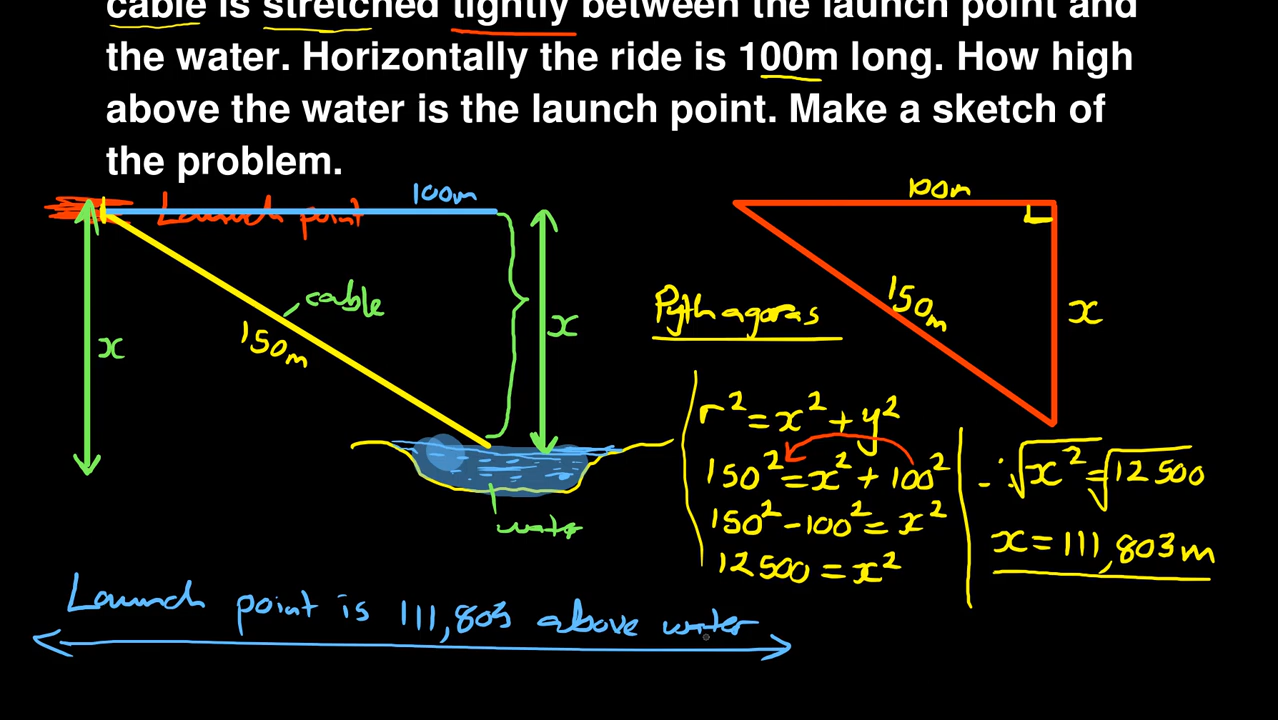 cable is stretched tightly between the launch point and
the water. Horizontally the ride is 100m long. How high
above the water is the launch point. Make a sketch of
the problem.
100m
Launch point
x
cable
150m
x
water
100m
150m
x
Pythagoras
r² = x² + y²
150² = x² + 100²
150² - 100² = x²
12500 = x²
√x² = √12500
x = 111,803m
Launch point is 111,803 above water